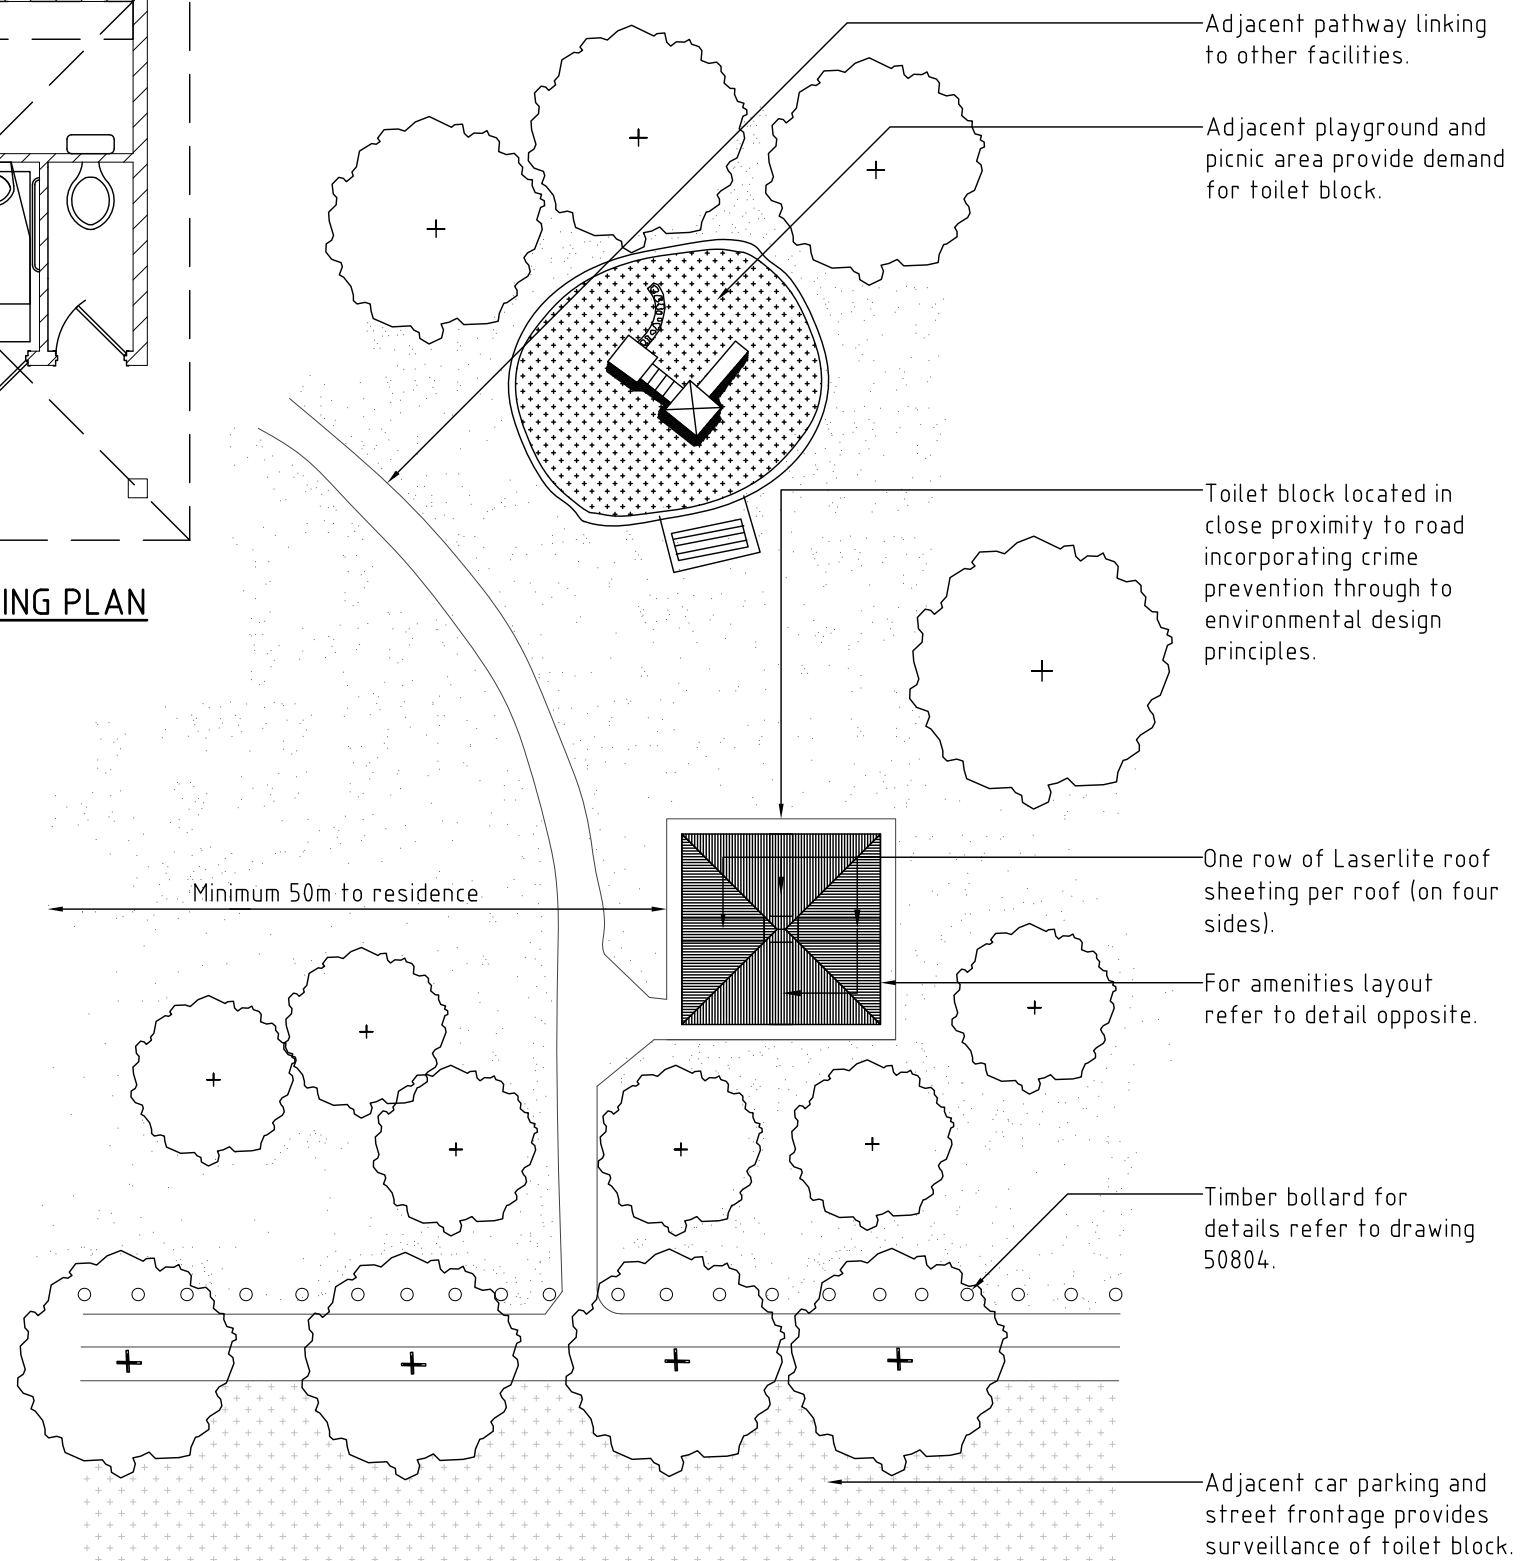 Adjacent pathway linking
to other facilities.
Adjacent playground and
picnic area provide demand
for toilet block.
Toilet block located in
close proximity to road
incorporating crime
prevention through to
environmental design
principles.
ING PLAN
One row of Laserlite roof
sheeting per roof (on four
sides).
Minimum 50m to residence
For amenities layout
refer to detail opposite.
Timber bollard for
details refer to drawing
50804.
Adjacent car parking and
street frontage provides
surveillance of toilet block.